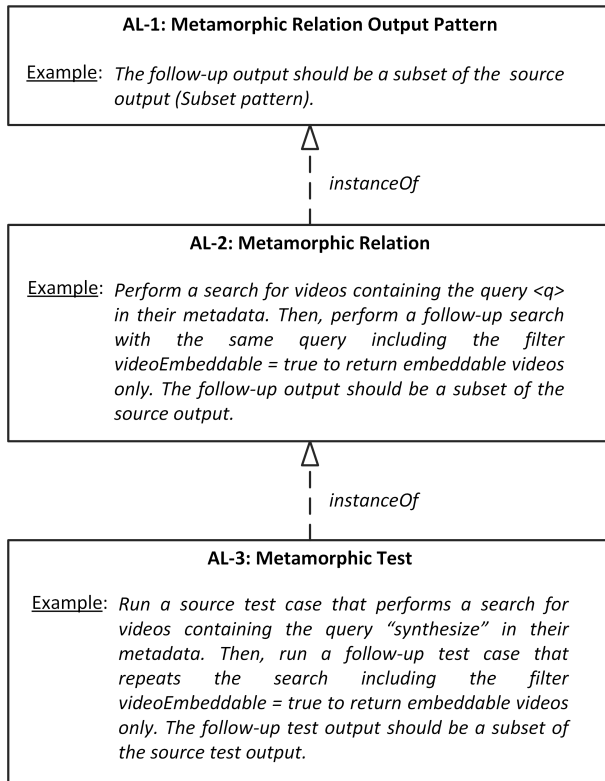 AL-1: Metamorphic Relation Output Pattern
Example: The follow-up output should be a subset of the source
output (Subset pattern).
instanceOf
AL-2: Metamorphic Relation
Example: Perform a search for videos containing the query <q>
in their metadata. Then, perform a follow-up search
with the same query including the filter
videoEmbeddable = true to return embeddable videos
only. The follow-up output should be a subset of the
source output.
instanceOf
AL-3: Metamorphic Test
Example: Run a source test case that performs a search for
videos containing the query “synthesize” in their
metadata. Then, run a follow-up test case that
repeats the search including the filter
videoEmbeddable = true to return embeddable videos
only. The follow-up test output should be a subset of
the source test output.